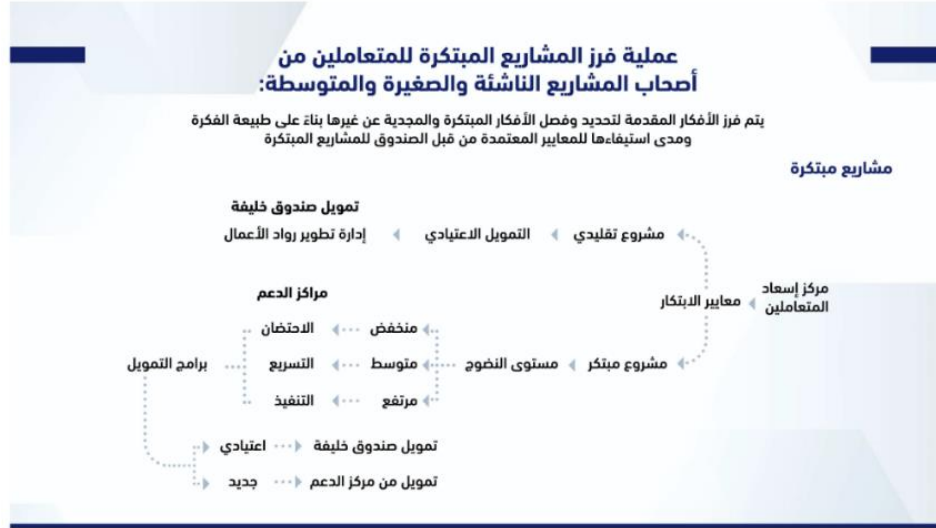 عملية فرز المشاريع المبتكرة للمتعاملين من
أصحاب المشاريع الناشئة والصغيرة والمتوسطة:
يتم فرز الأفكار المقدمة لتحديد وفصل الأفكار المبتكرة والمجدية عن غيرها بناءً على طبيعة الفكرة
ومدى استيفاءها للمعايير المعتمدة من قبل الصندوق للمشاريع المبتكرة
مشاريع مبتكرة
تمويل صندوق خليفة
مشروع تقليدي
التمويل الاعتيادي
إدارة تطوير رواد الأعمال
مركز إسعاد
المتعاملين
معايير الابتكار
مراكز الدعم
منخفض
الاحتضان
مشروع مبتكر
مستوى النضوج
متوسط
التسريع
برامج التمويل
مرتفع
التنفيذ
تمويل صندوق خليفة
اعتيادي
تمويل من مركز الدعم
جديد